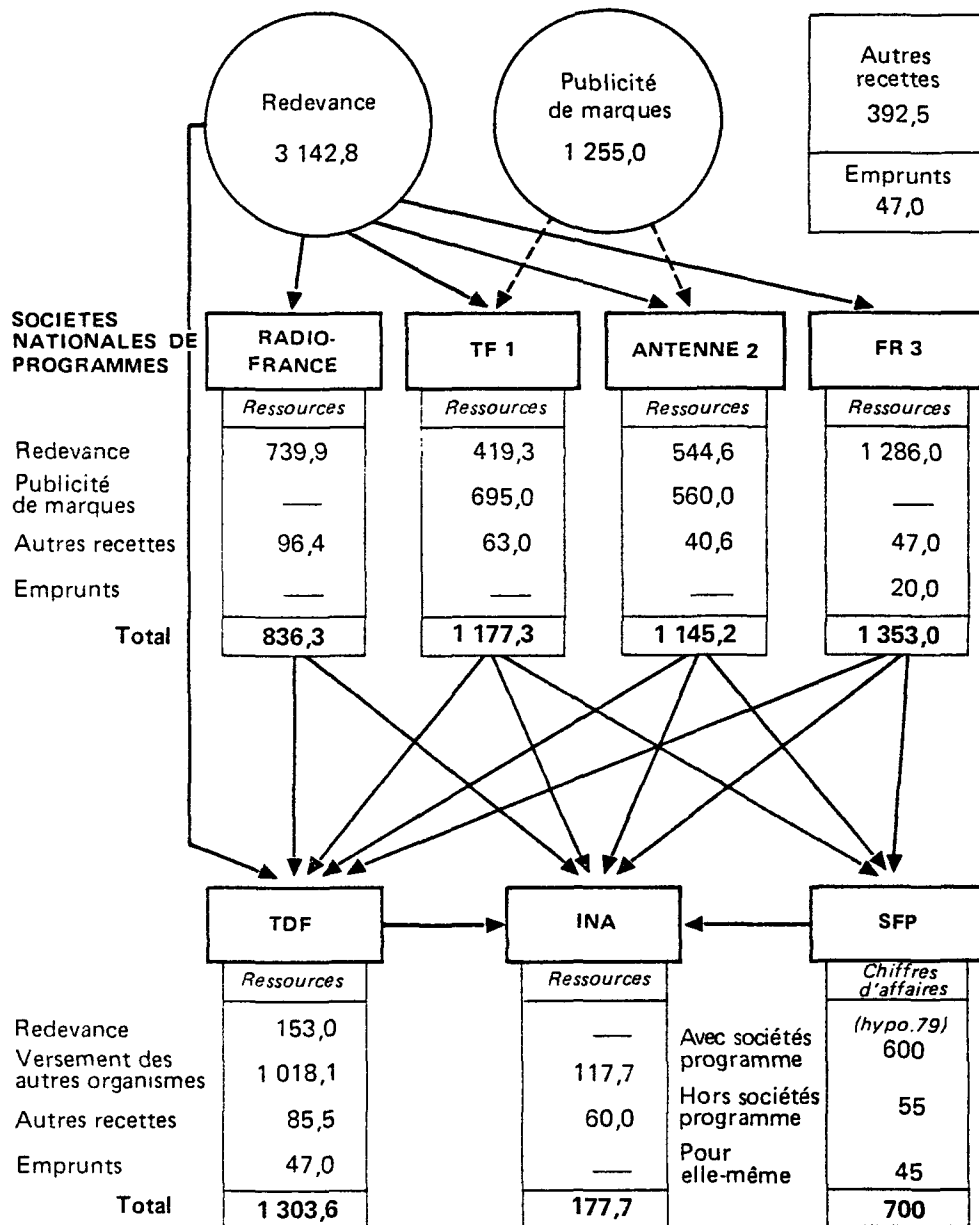 Redevance
3 142,8
Publicité
de marques
1 255,0
Autres
recettes
392,5
Emprunts
47,0
SOCIETES
NATIONALES DE
PROGRAMMES
RADIO-
FRANCE
TF 1
ANTENNE 2
FR 3
Ressources Ressources Ressources Ressources
Redevance 739,9 419,3 544,6 1 286,0
Publicité
de marques — 695,0 560,0 —
Autres recettes 96,4 63,0 40,6 47,0
Emprunts — — — 20,0
Total 836,3 1 177,3 1 145,2 1 353,0
TDF
INA
SFP
Ressources
Redevance 153,0
Versement des
autres organismes 1 018,1
Autres recettes 85,5
Emprunts 47,0
Total 1 303,6
Ressources
—
117,7
60,0
—
177,7
Chiffres
d'affaires
(hypo.79)
Avec sociétés
programme 600
Hors sociétés
programme 55
Pour
elle-même 45
700